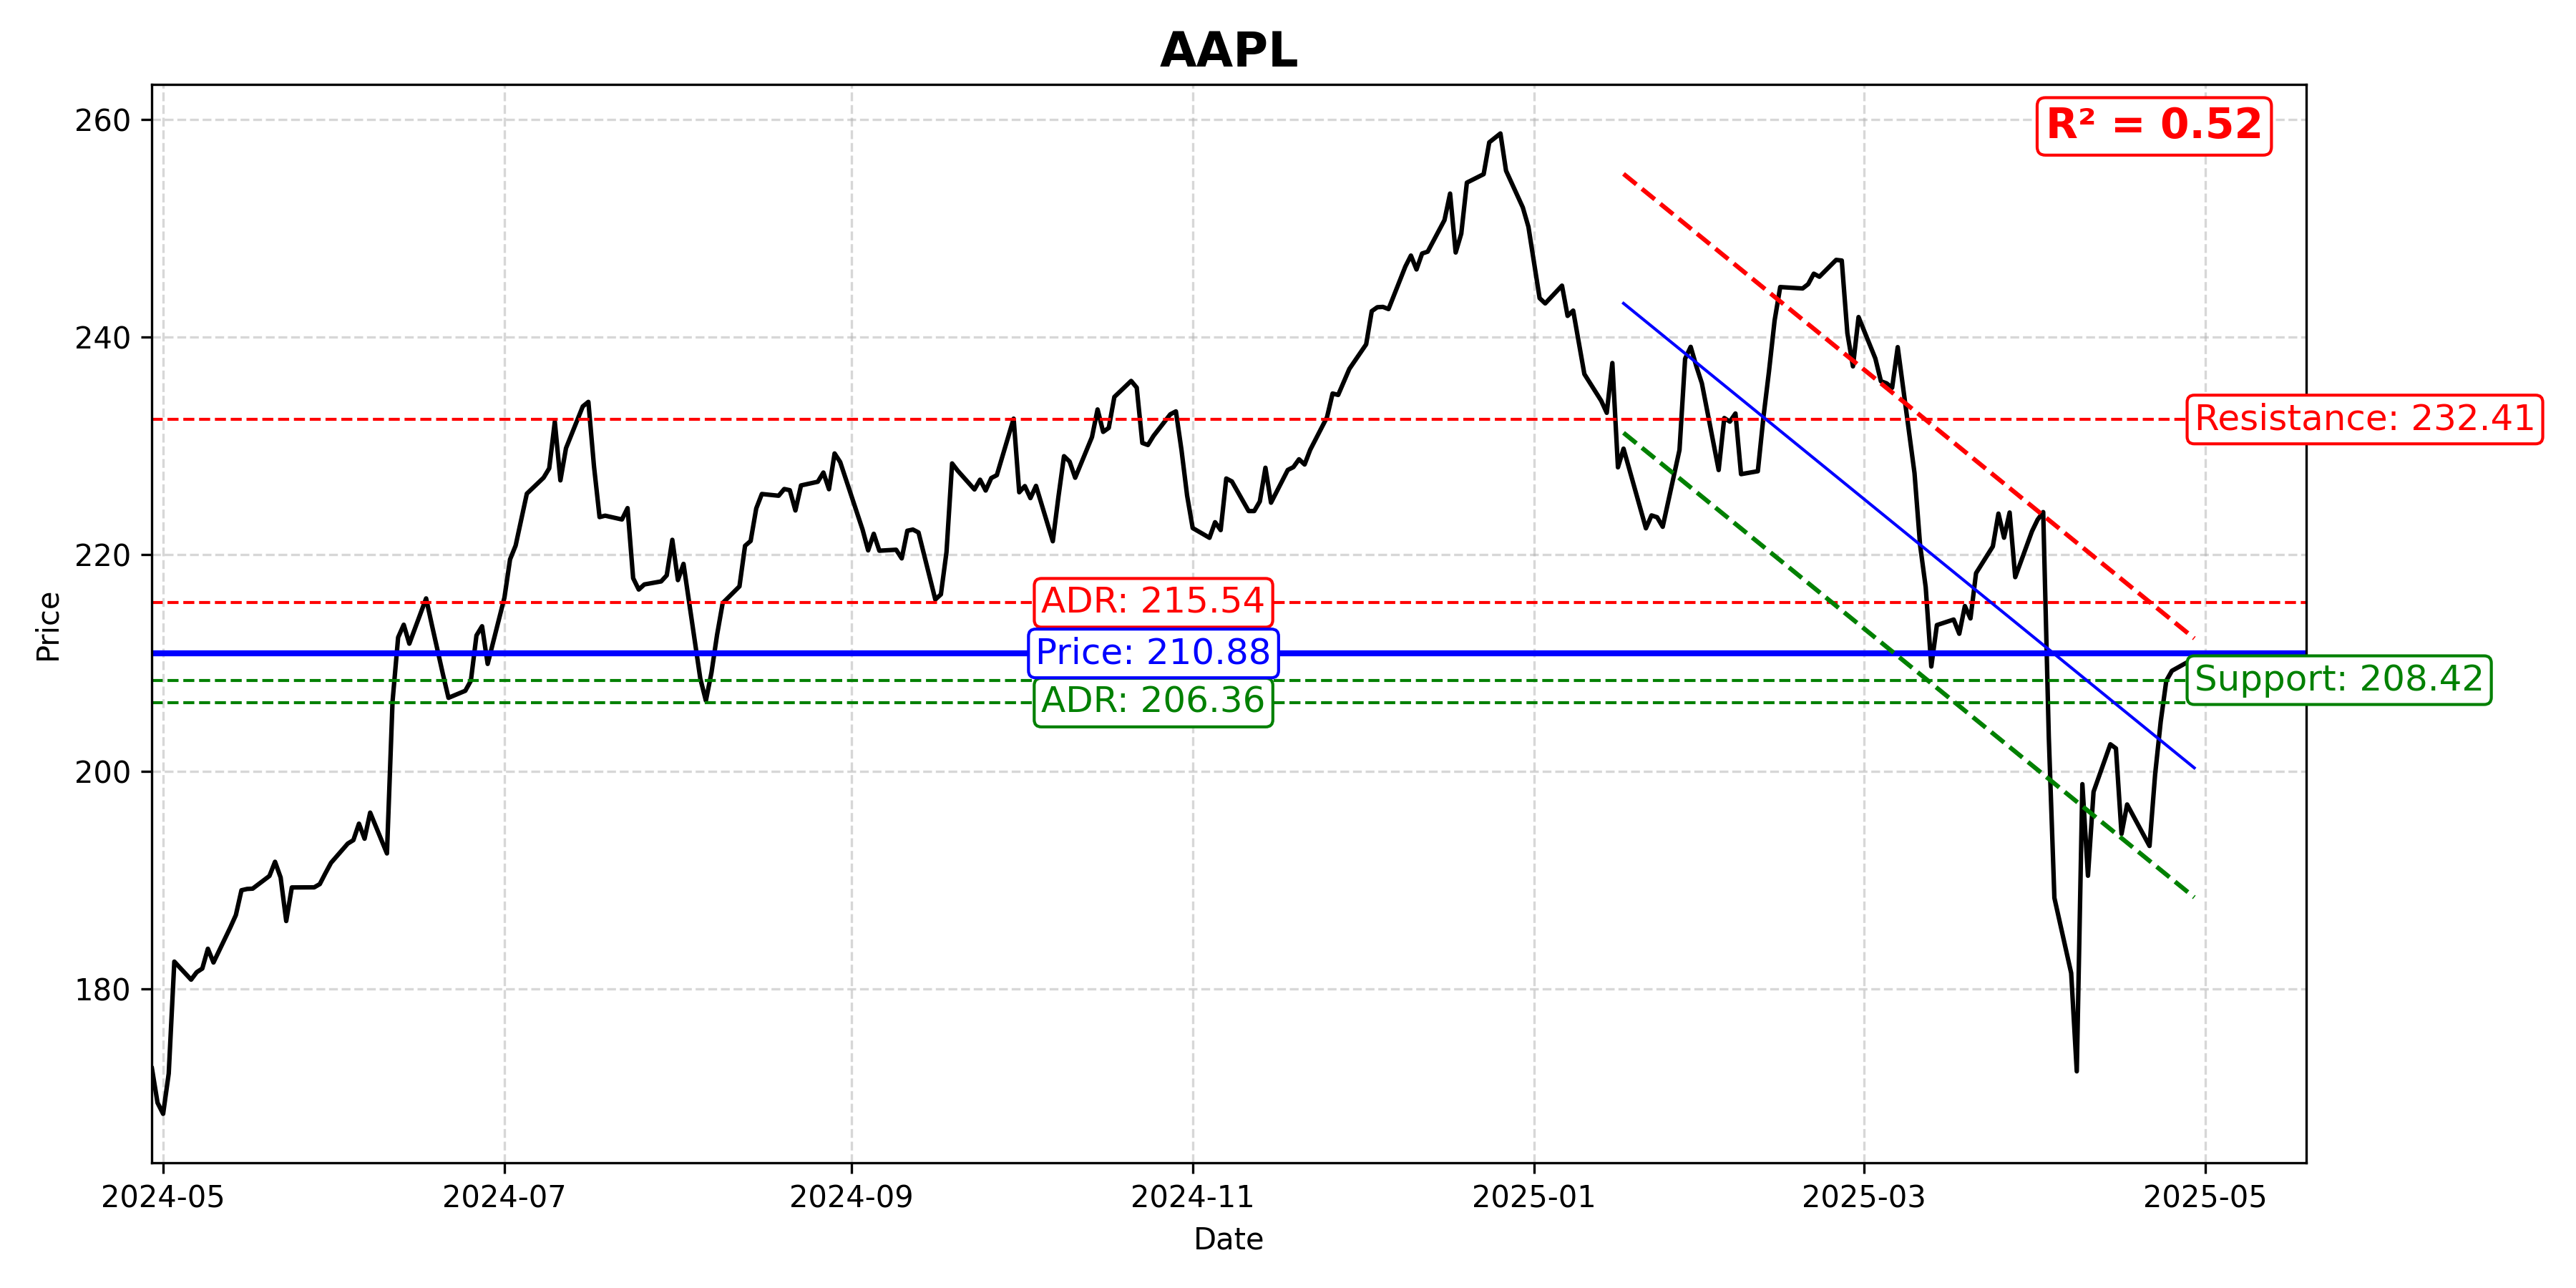 AAPL
R² = 0.52
260
240
220
200
180
Price
Resistance: 232.41
ADR: 215.54
Price: 210.88
Support: 208.42
ADR: 206.36
2024-05
2024-07
2024-09
2024-11
2025-01
2025-03
2025-05
Date